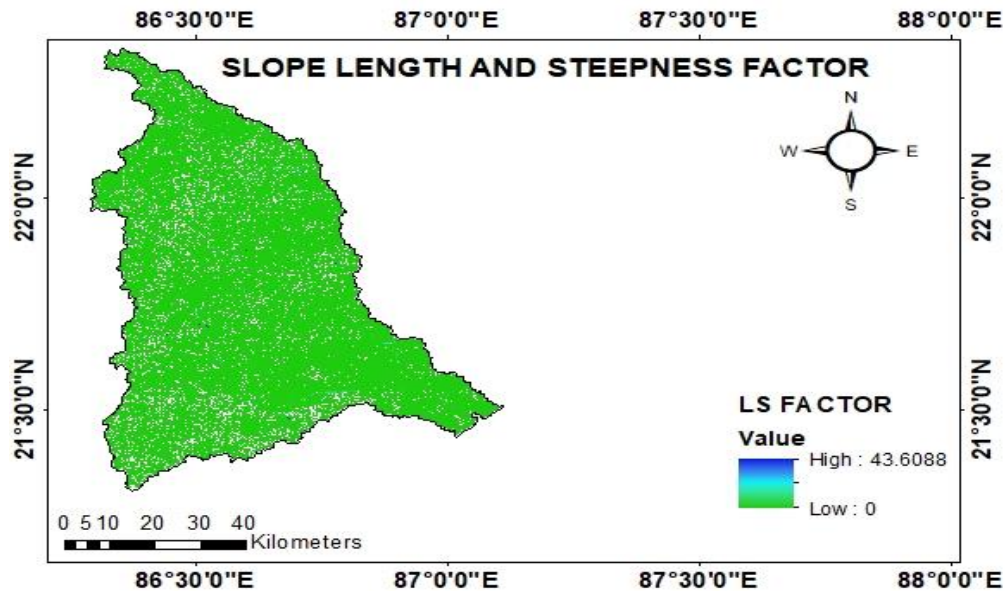 86°30'0"E 87°0'0"E 87°30'0"E 88°0'0"E
SLOPE LENGTH AND STEEPNESS FACTOR
N
W E
S
22°0'0"N 22°0'0"N
21°30'0"N 21°30'0"N
LS FACTOR
Value
High : 43.6088
Low : 0
0 5 10 20 30 40
Kilometers
86°30'0"E 87°0'0"E 87°30'0"E 88°0'0"E